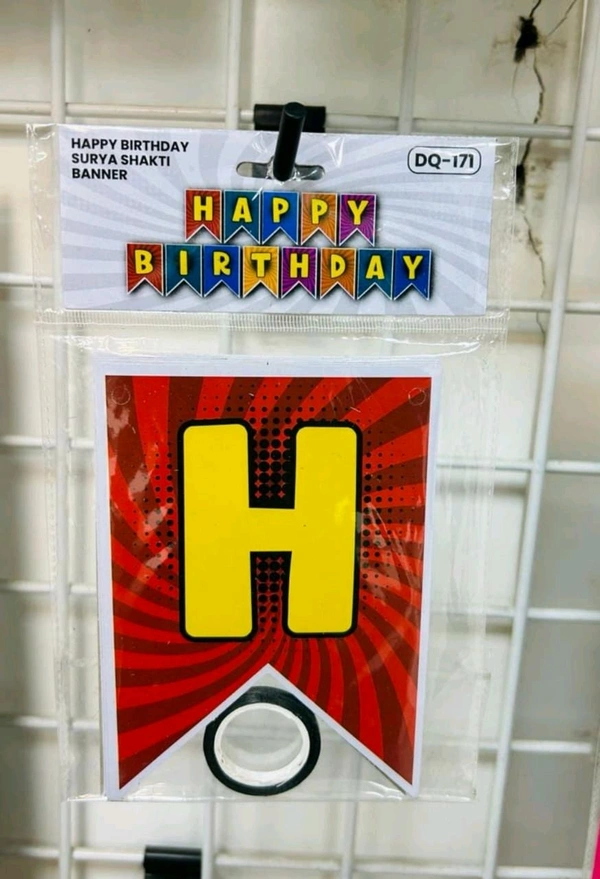 HAPPY BIRTHDAY
SURYA SHAKTI
BANNER
DQ-171
HAPPY
BIRTHDAY
H